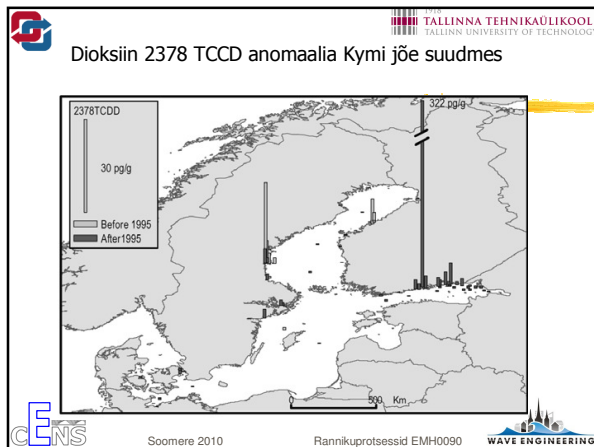 1918
TALLINNA TEHNIKAÜLIKOOL
TALLINN UNIVERSITY OF TECHNOLOGY
Dioksiin 2378 TCCD anomaalia Kymi jõe suudmes
322 pg/g
2378TCDD
30 pg/g
Before 1995
After1995
0 500 Km
CENS
Soomere 2010
Rannikuprotsessid EMH0090
WAVE ENGINEERING